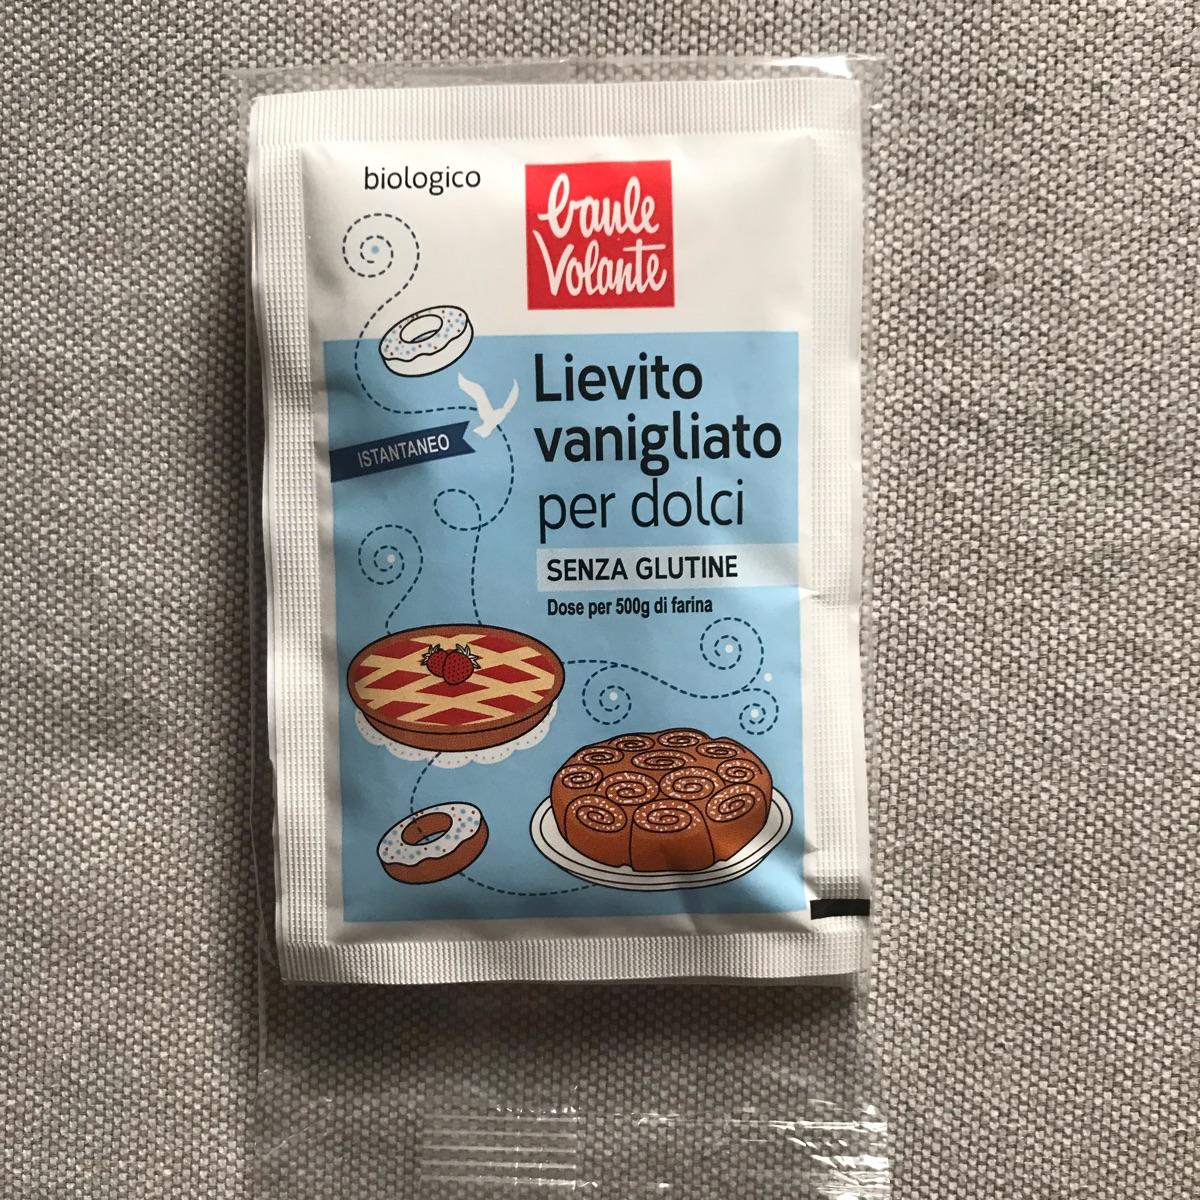 biologico
baule
Volante
Lievito
vanigliato
per dolci
ISTANTANEO
SENZA GLUTINE
Dose per 500g di farina